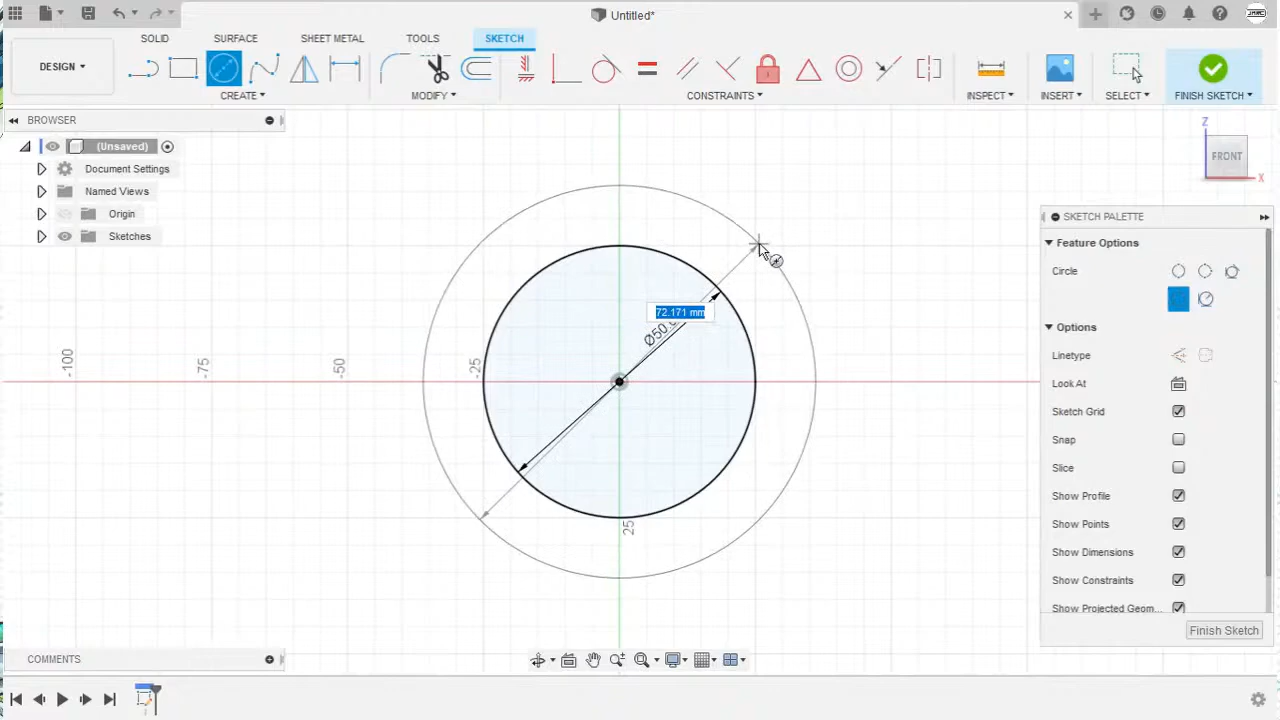 Untitled*
SOLID
SURFACE
SHEET METAL
TOOLS
SKETCH
DESIGN
CREATE
MODIFY
CONSTRAINTS
INSPECT
INSERT
SELECT
FINISH SKETCH
BROWSER
(Unsaved)
Document Settings
Named Views
Origin
Sketches
Z
FRONT
X
SKETCH PALETTE
Feature Options
Circle
Options
Linetype
Look At
Sketch Grid
Snap
Slice
Show Profile
Show Points
Show Dimensions
Show Constraints
Show Projected Geom...
Finish Sketch
-100
-75
-50
-25
72.171 mm
Ø50.
25
COMMENTS